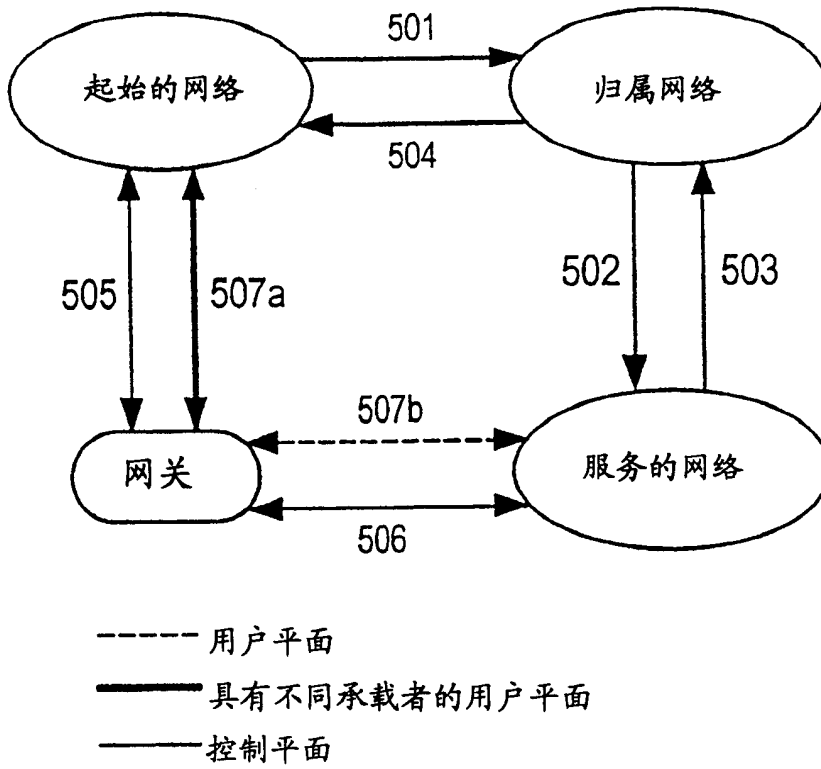 501
起始的网络
归属网络
504
505
507a
502
503
507b
网关
服务的网络
506
用户平面
具有不同承载者的用户平面
控制平面